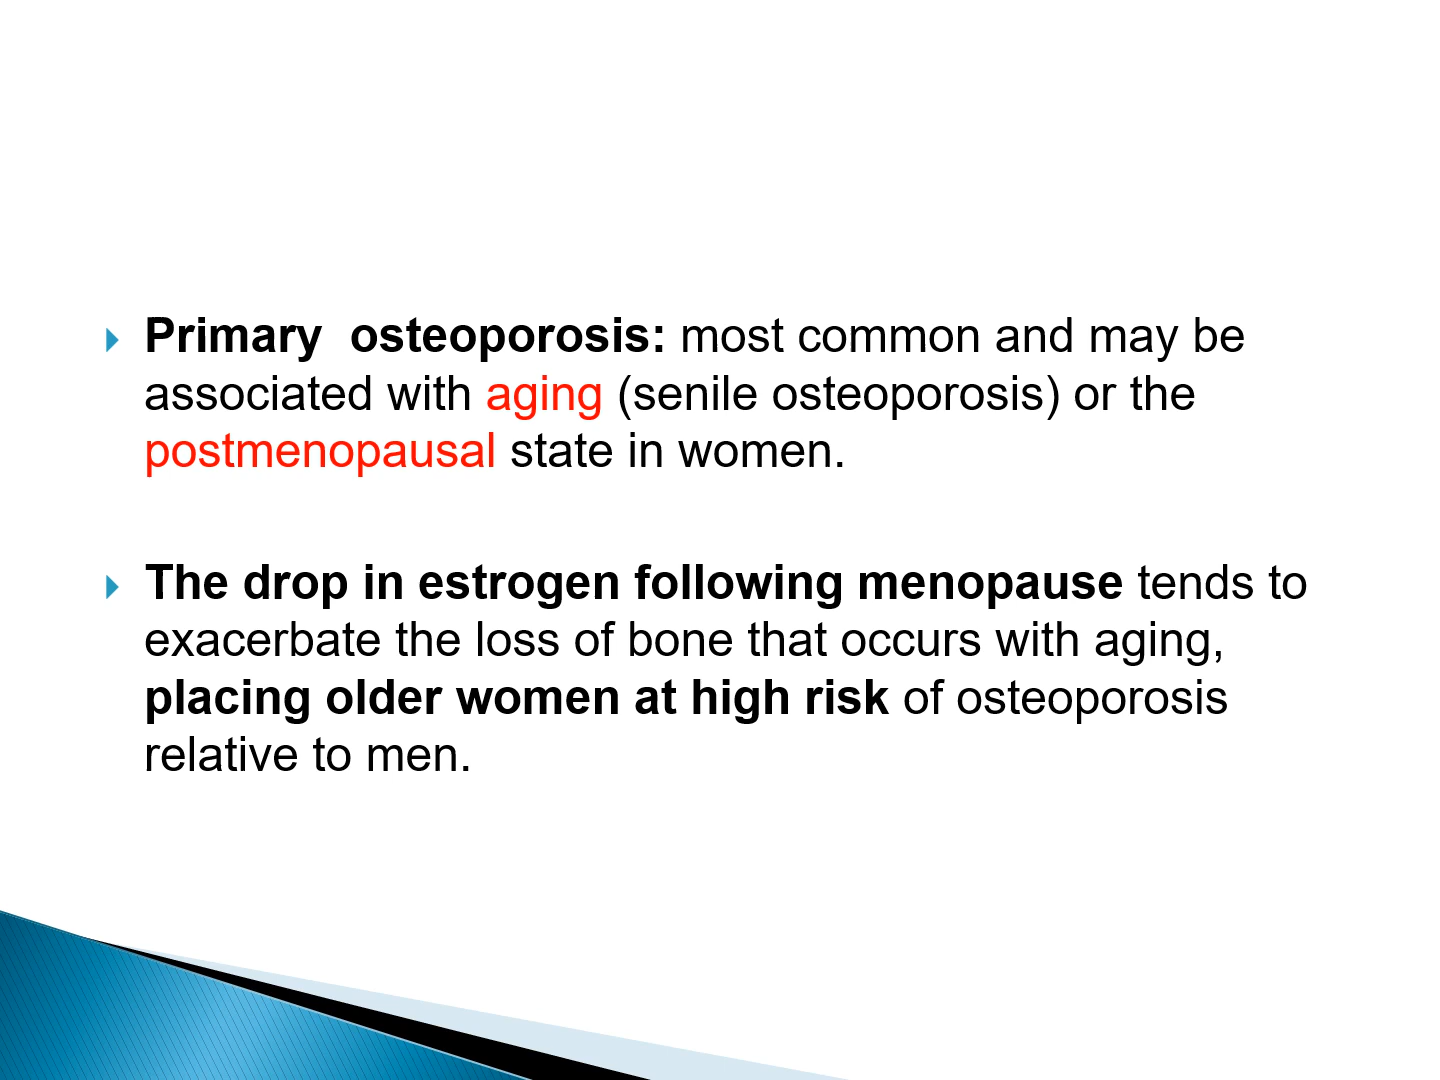 Primary  osteoporosis: most common and may be
associated with aging (senile osteoporosis) or the
postmenopausal state in women.
The drop in estrogen following menopause tends to
exacerbate the loss of bone that occurs with aging,
placing older women at high risk of osteoporosis
relative to men.